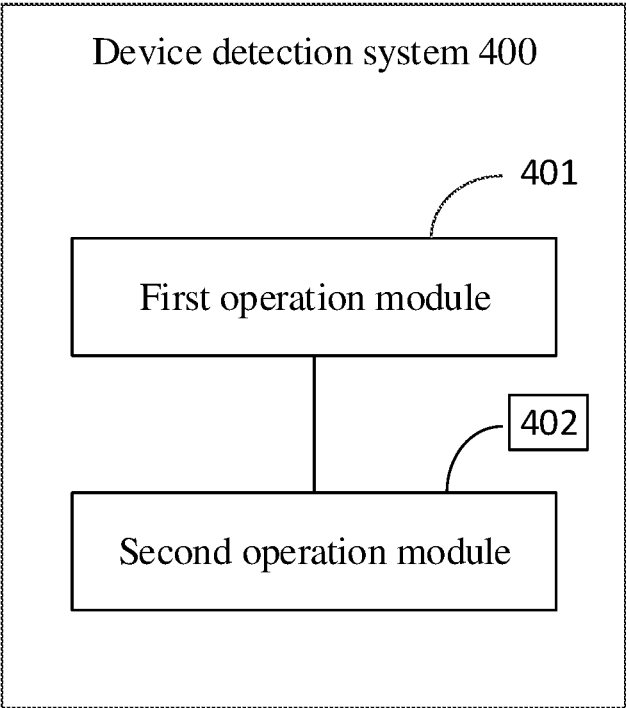 Device detection system 400
401
First operation module
402
Second operation module